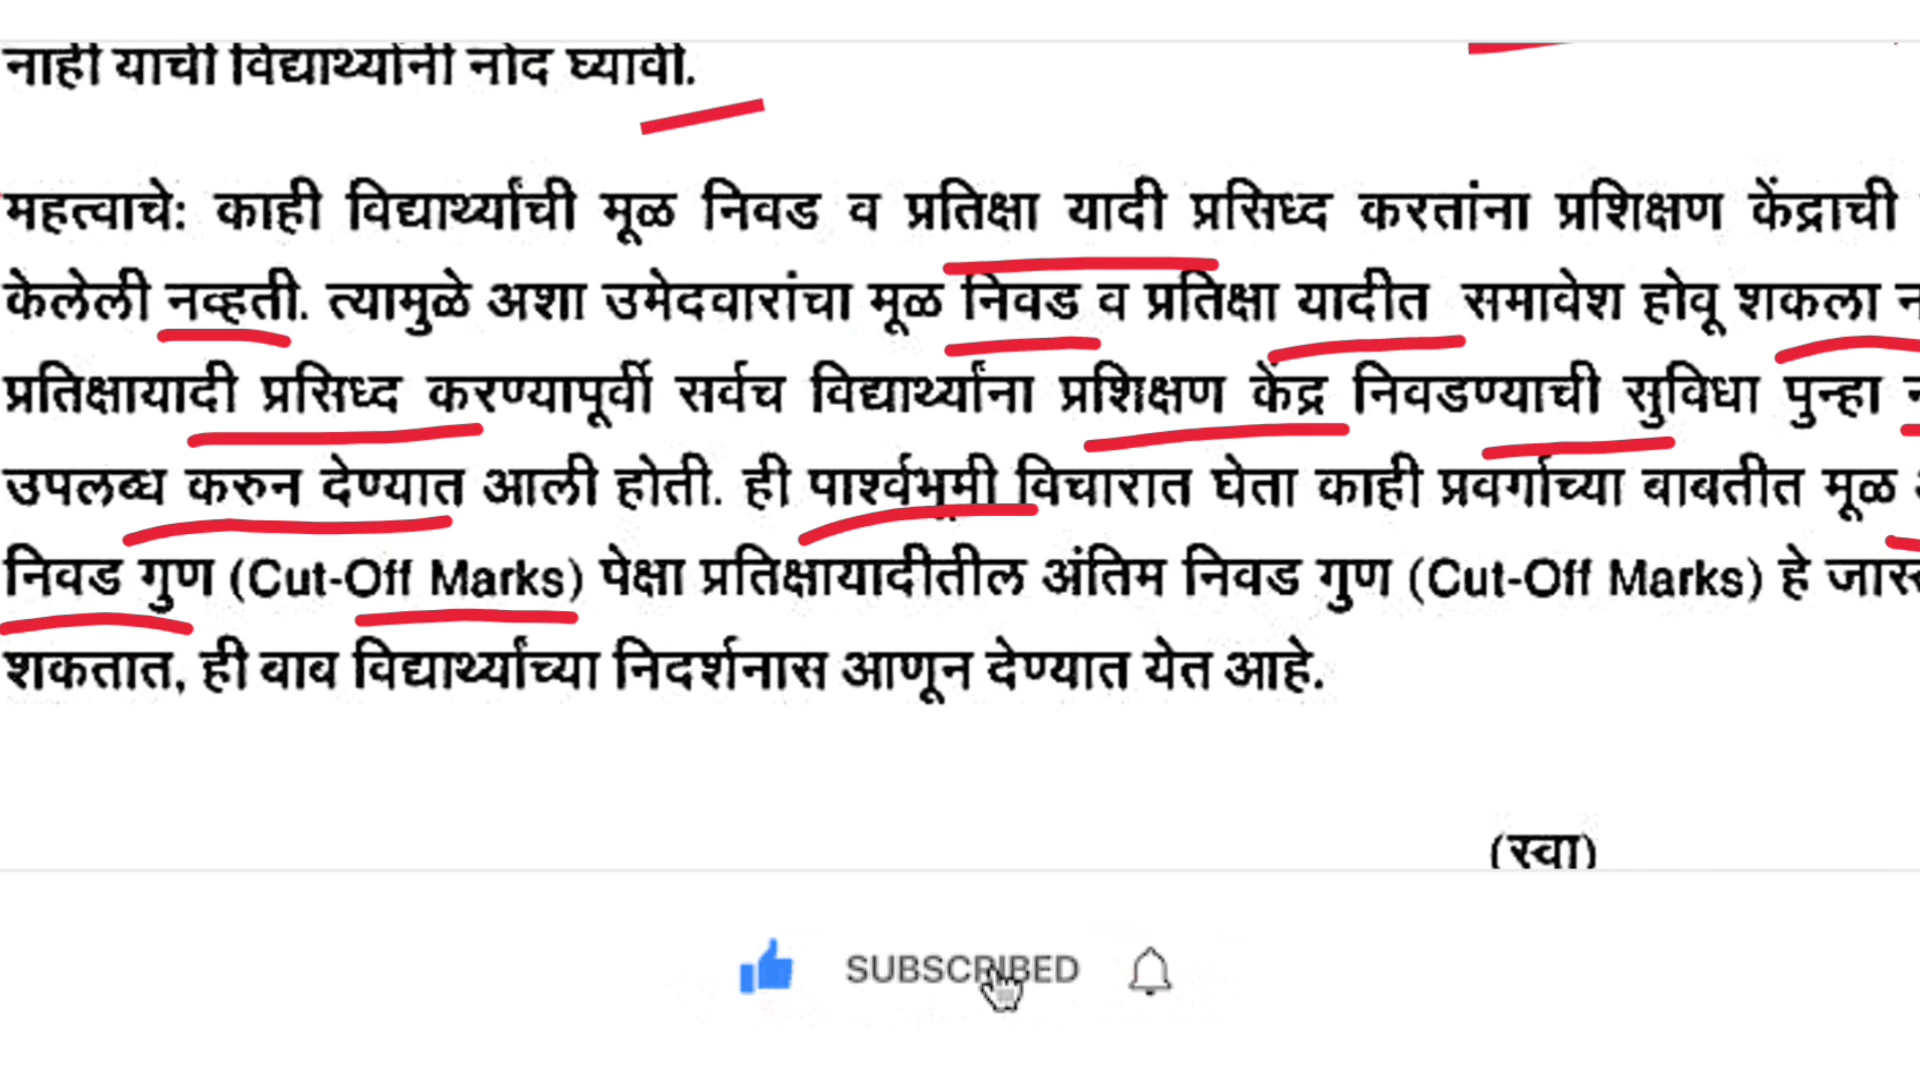 नाही याची विद्यार्थ्यांनी नोंद घ्यावी.
महत्वाचे: काही विद्यार्थ्यांची मूळ निवड व प्रतिक्षा यादी प्रसिध्द करतांना प्रशिक्षण केंद्राची
केलेली नव्हती. त्यामुळे अशा उमेदवारांचा मूळ निवड व प्रतिक्षा यादीत समावेश होवू शकला
प्रतिक्षायादी प्रसिध्द करण्यापूर्वी सर्वच विद्यार्थ्यांना प्रशिक्षण केंद्र निवडण्याची सुविधा पुन्हा
उपलब्ध करुन देण्यात आली होती. ही पार्श्वभूमी विचारात घेता काही प्रवर्गाच्या बाबतीत मूळ
निवड गुण (Cut-Off Marks) पेक्षा प्रतिक्षायादीतील अंतिम निवड गुण (Cut-Off Marks) हे
शकतात, ही बाब विद्यार्थ्यांच्या निदर्शनास आणून देण्यात येत आहे.
(स्वा)
SUBSCRIBED